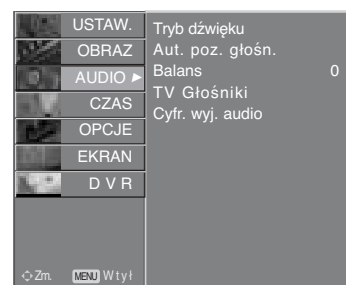 USTAW.
OBRAZ
AUDIO ►
CZAS
OPCJE
EKRAN
D V R
Tryb dźwięku
Aut. poz. głośn.
Balans 0
TV Głośniki
Cyfr. wyj. audio
Zm. MENU Wtył